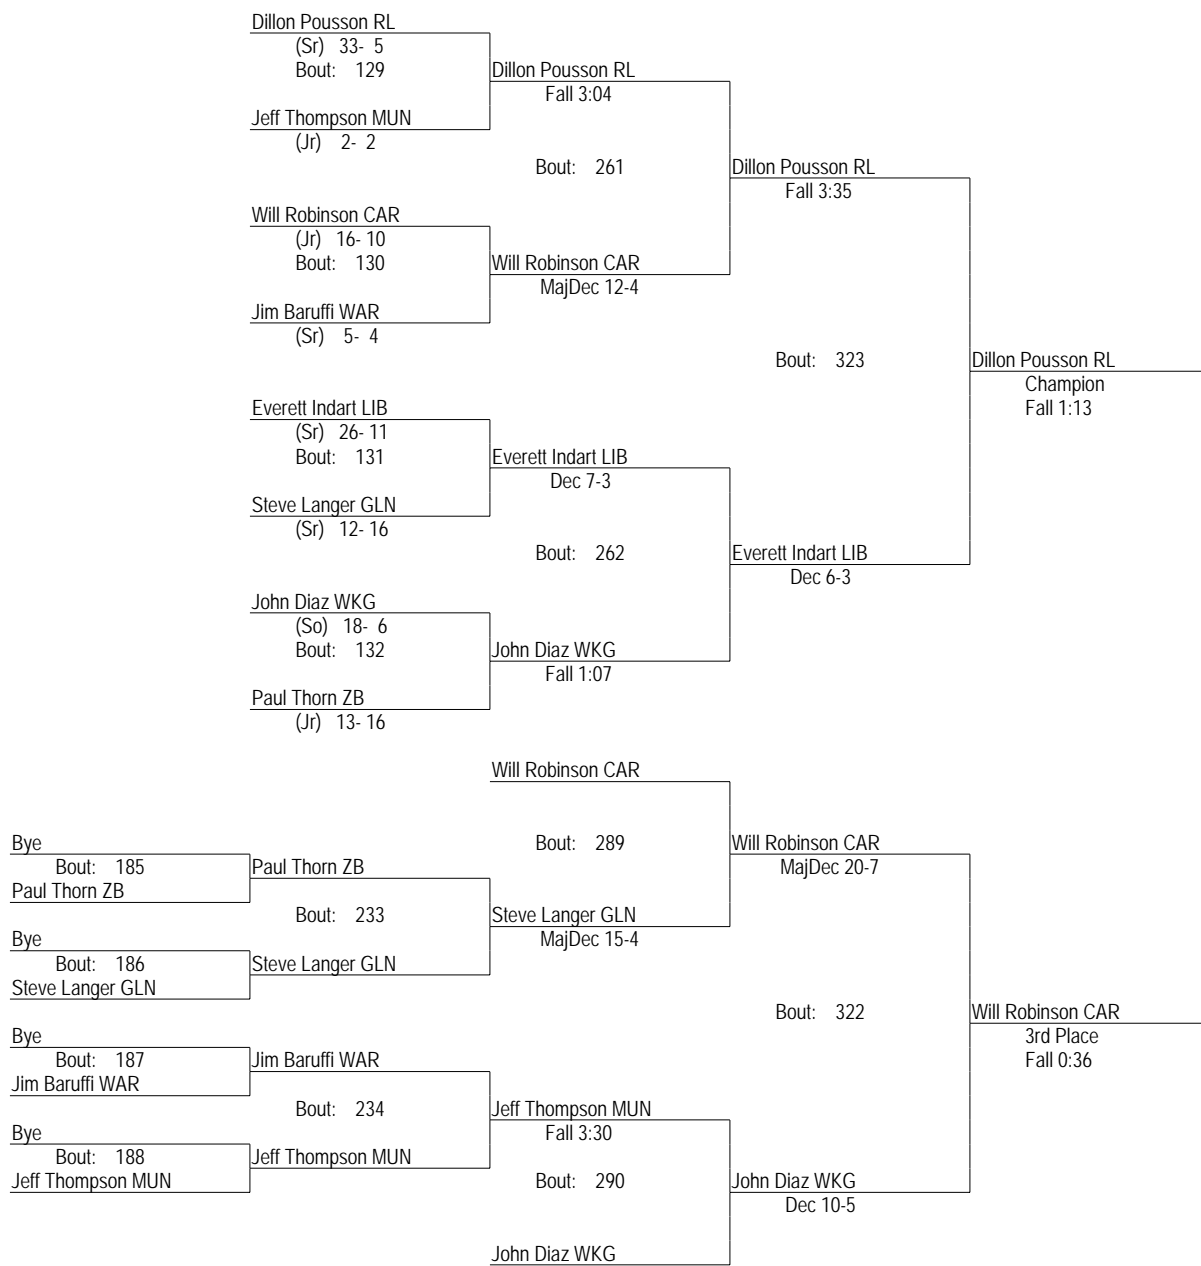 Dillon Pousson RL
(Sr) 33- 5
Bout: 129
Dillon Pousson RL
Fall 3:04
Jeff Thompson MUN
(Jr) 2- 2
Bout: 261
Dillon Pousson RL
Fall 3:35
Will Robinson CAR
(Jr) 16- 10
Bout: 130
Will Robinson CAR
MajDec 12-4
Jim Baruffi WAR
(Sr) 5- 4
Bout: 323
Dillon Pousson RL
Champion
Fall 1:13
Everett Indart LIB
(Sr) 26- 11
Bout: 131
Everett Indart LIB
Dec 7-3
Steve Langer GLN
(Sr) 12- 16
Bout: 262
Everett Indart LIB
Dec 6-3
John Diaz WKG
(So) 18- 6
Bout: 132
John Diaz WKG
Fall 1:07
Paul Thorn ZB
(Jr) 13- 16
Will Robinson CAR
Bye
Bout: 289
Will Robinson CAR
MajDec 20-7
Bout: 185
Paul Thorn ZB
Paul Thorn ZB
Bout: 233
Steve Langer GLN
MajDec 15-4
Bye
Bout: 186
Steve Langer GLN
Steve Langer GLN
Bout: 322
Will Robinson CAR
3rd Place
Fall 0:36
Bye
Bout: 187
Jim Baruffi WAR
Jim Baruffi WAR
Bout: 234
Jeff Thompson MUN
Fall 3:30
Bye
Bout: 188
Jeff Thompson MUN
Jeff Thompson MUN
Bout: 290
John Diaz WKG
Dec 10-5
John Diaz WKG